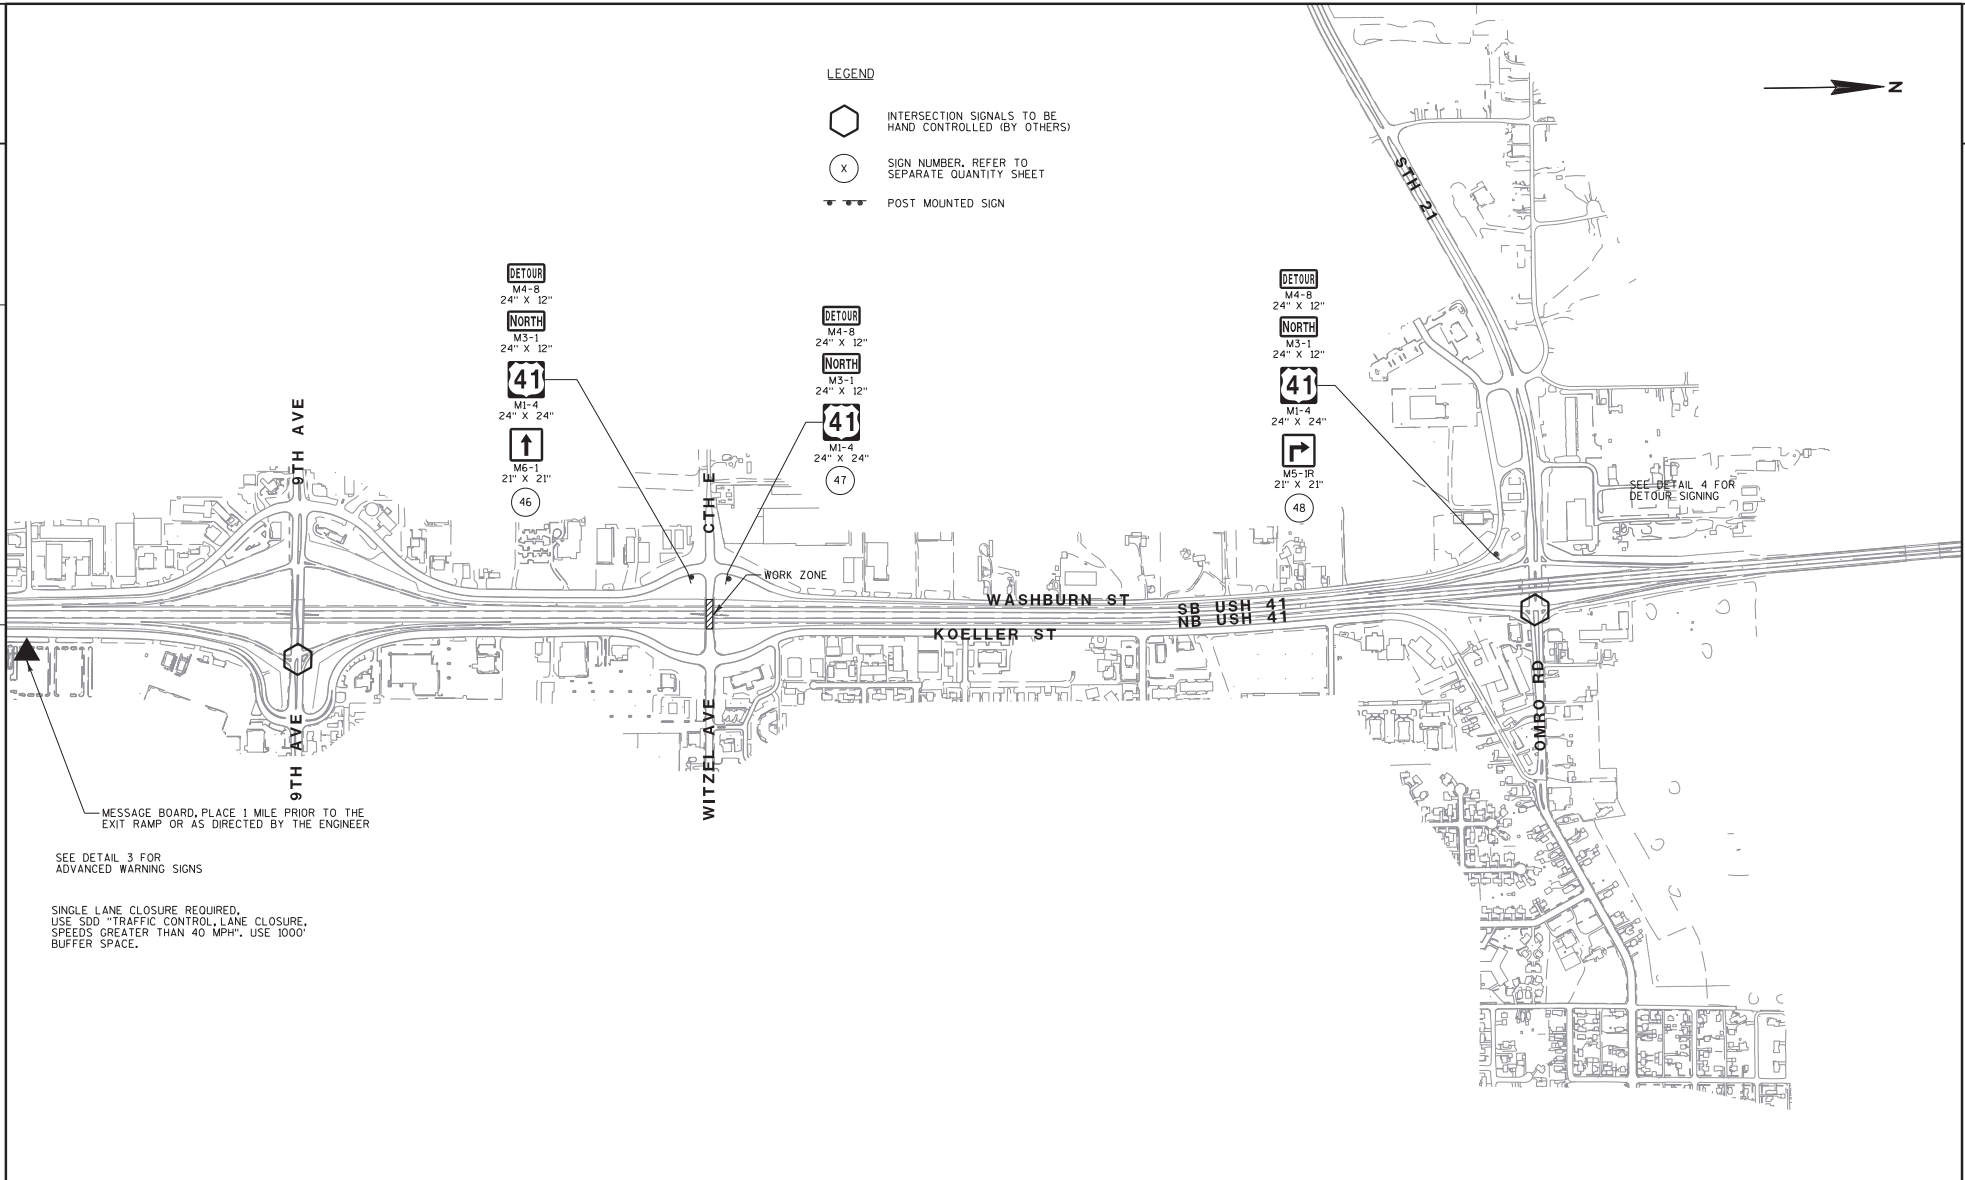 LEGEND
INTERSECTION SIGNALS TO BE
HAND CONTROLLED (BY OTHERS)
X
SIGN NUMBER. REFER TO
SEPARATE QUANTITY SHEET
POST MOUNTED SIGN
N
STH 21
DETOUR
M4-8
24" X 12"
NORTH
M3-1
24" X 12"
41
M1-4
24" X 24"
M6-1
21" X 21"
46
DETOUR
M4-8
24" X 12"
NORTH
M3-1
24" X 12"
41
M1-4
24" X 24"
47
DETOUR
M4-8
24" X 12"
NORTH
M3-1
24" X 12"
41
M1-4
24" X 24"
M5-1R
21" X 21"
48
9TH AVE
CTH E
SEE DETAIL 4 FOR
DETOUR SIGNING
WORK ZONE
WASHBURN ST
SB USH 41
NB USH 41
KOELLER ST
OMRO RD
9TH AVE
WITZEL AVE
MESSAGE BOARD, PLACE 1 MILE PRIOR TO THE
EXIT RAMP OR AS DIRECTED BY THE ENGINEER
SEE DETAIL 3 FOR
ADVANCED WARNING SIGNS
SINGLE LANE CLOSURE REQUIRED,
USE SDD "TRAFFIC CONTROL, LANE CLOSURE,
SPEEDS GREATER THAN 40 MPH". USE 1000'
BUFFER SPACE.